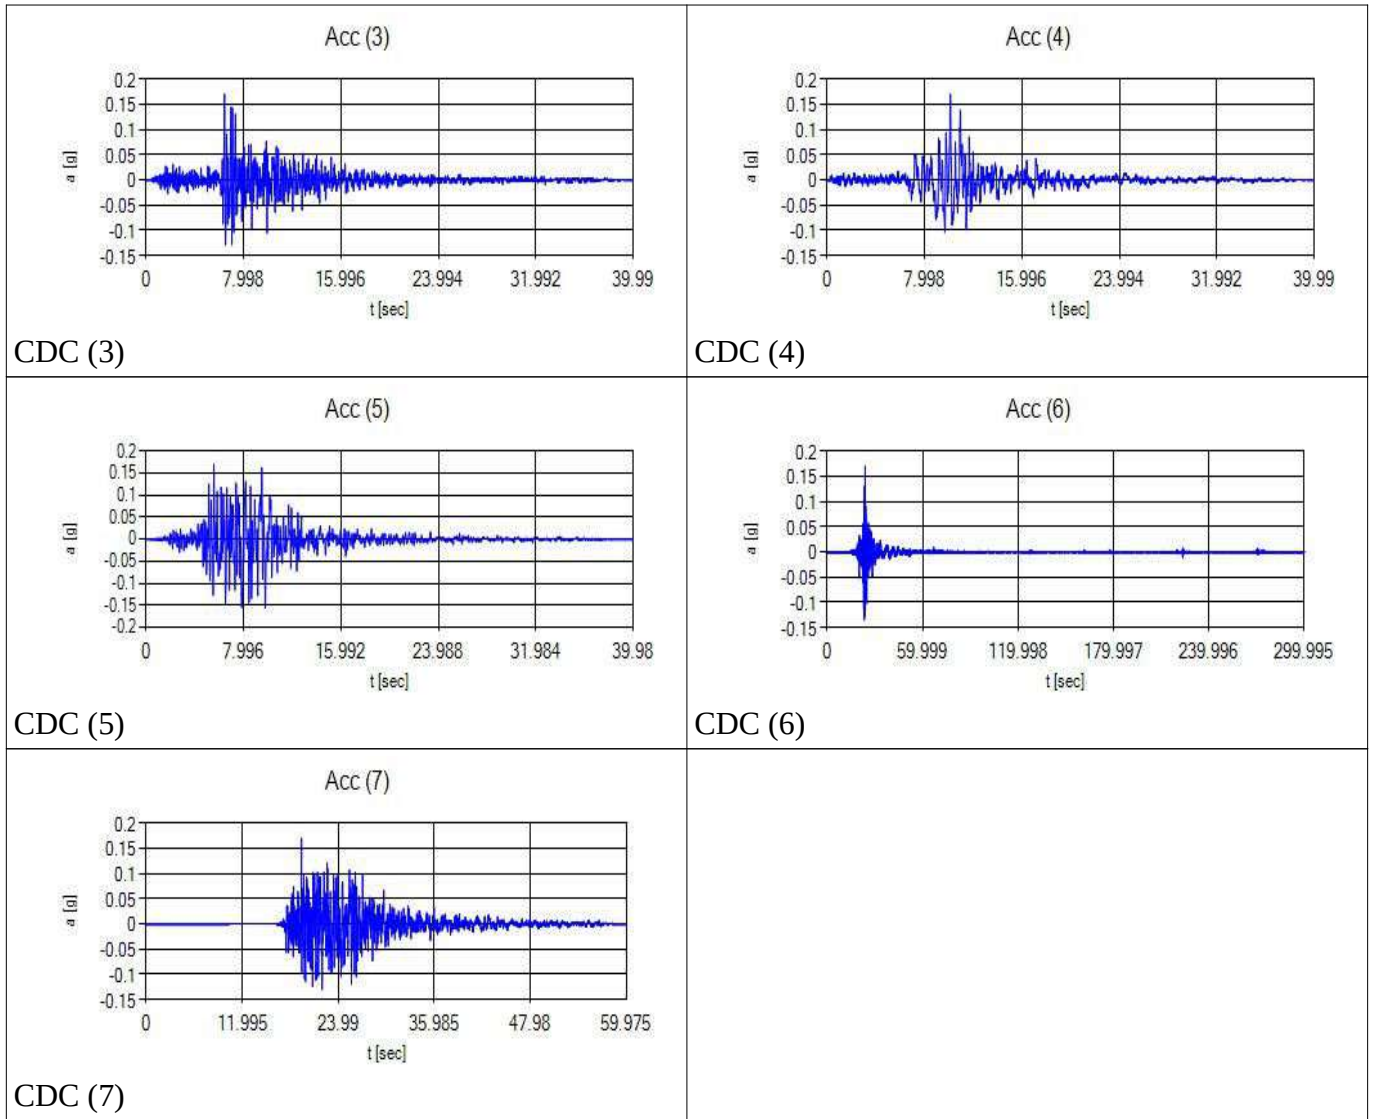 Acc (3)
0.2
0.15
0.1
0.05
0
-0.05
-0.1
-0.15
a [g]
0 7.998 15.996 23.994 31.992 39.99
t [sec]
CDC (3)
Acc (4)
0.2
0.15
0.1
0.05
0
-0.05
-0.1
-0.15
a [g]
0 7.998 15.996 23.994 31.992 39.99
t [sec]
CDC (4)
Acc (5)
0.2
0.15
0.1
0.05
0
-0.05
-0.1
-0.15
-0.2
a [g]
0 7.996 15.992 23.988 31.984 39.98
t [sec]
CDC (5)
Acc (6)
0.2
0.15
0.1
0.05
0
-0.05
-0.1
-0.15
a [g]
0 59.999 119.998 179.997 239.996 299.995
t [sec]
CDC (6)
Acc (7)
0.2
0.15
0.1
0.05
0
-0.05
-0.1
-0.15
a [g]
0 11.995 23.99 35.985 47.98 59.975
t [sec]
CDC (7)